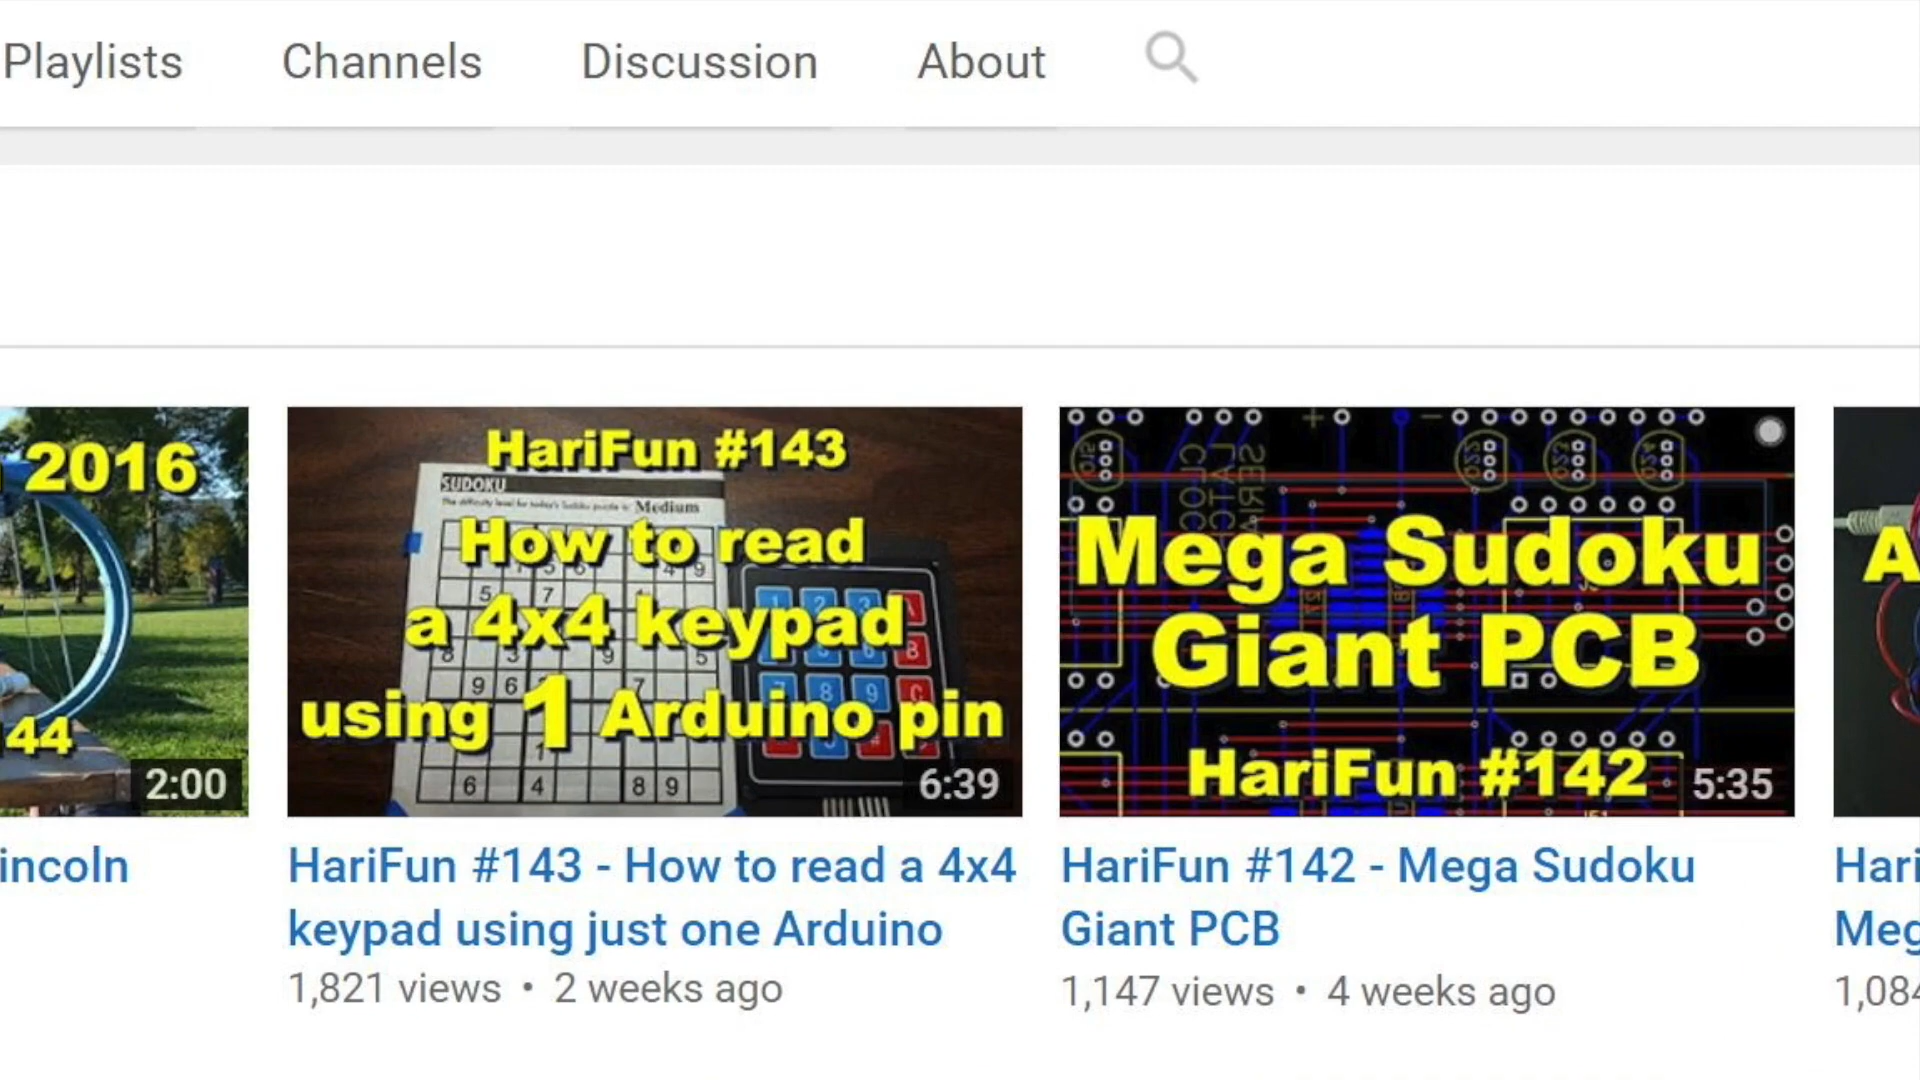 Playlists Channels Discussion About
2016
44
2:00
HariFun #143
SUDOKU
The difficulty level for today's Sudoku puzzle is Medium
How to read
a 4x4 keypad
using 1 Arduino pin
6:39
Mega Sudoku
Giant PCB
HariFun #142
5:35
A
incoln
HariFun #143 - How to read a 4x4
keypad using just one Arduino
1,821 views • 2 weeks ago
HariFun #142 - Mega Sudoku
Giant PCB
1,147 views • 4 weeks ago
Hari
Meg
1,084